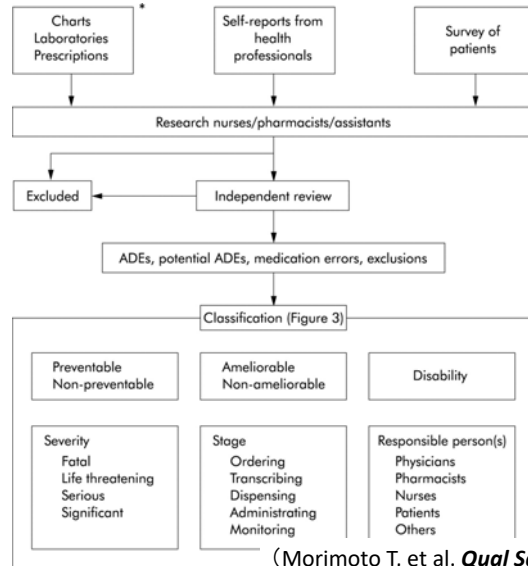 Charts
Laboratories
Prescriptions
*
Self-reports from
health
professionals
Survey of
patients
Research nurses/pharmacists/assistants
Excluded
Independent review
ADEs, potential ADEs, medication errors, exclusions
Classification (Figure 3)
Preventable
Non-preventable
Ameliorable
Non-ameliorable
Disability
Severity
Fatal
Life threatening
Serious
Significant
Stage
Ordering
Transcribing
Dispensing
Administrating
Monitoring
Responsible person(s)
Physicians
Pharmacists
Nurses
Patients
Others
（Morimoto T. et al. Qual